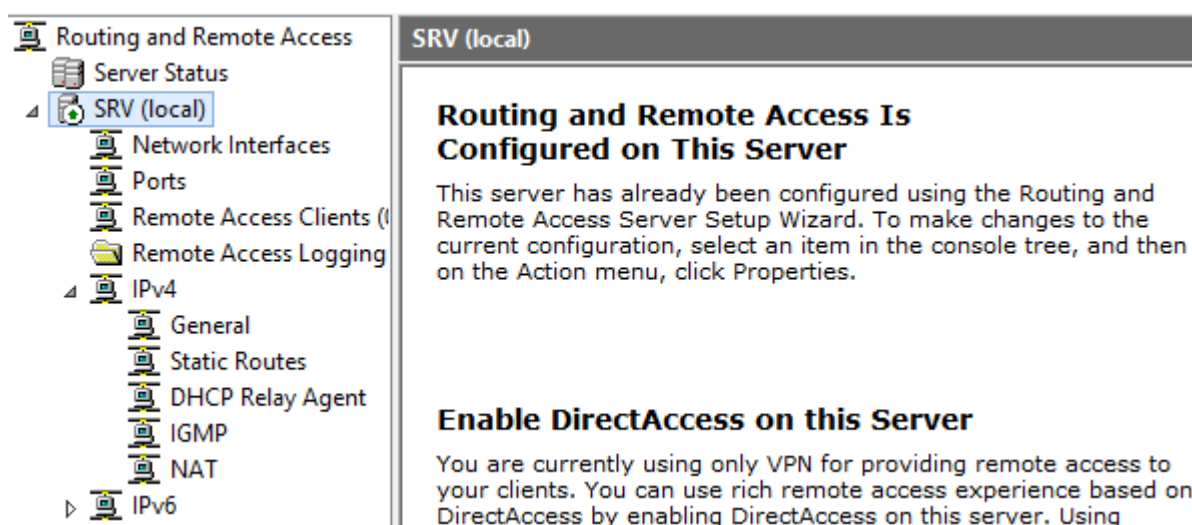 Routing and Remote Access
Server Status
SRV (local)
Network Interfaces
Ports
Remote Access Clients (
Remote Access Logging
IPv4
General
Static Routes
DHCP Relay Agent
IGMP
NAT
IPv6
SRV (local)
Routing and Remote Access Is
Configured on This Server
This server has already been configured using the Routing and
Remote Access Server Setup Wizard. To make changes to the
current configuration, select an item in the console tree, and then
on the Action menu, click Properties.
Enable DirectAccess on this Server
You are currently using only VPN for providing remote access to
your clients. You can use rich remote access experience based on
DirectAccess by enabling DirectAccess on this server. Using